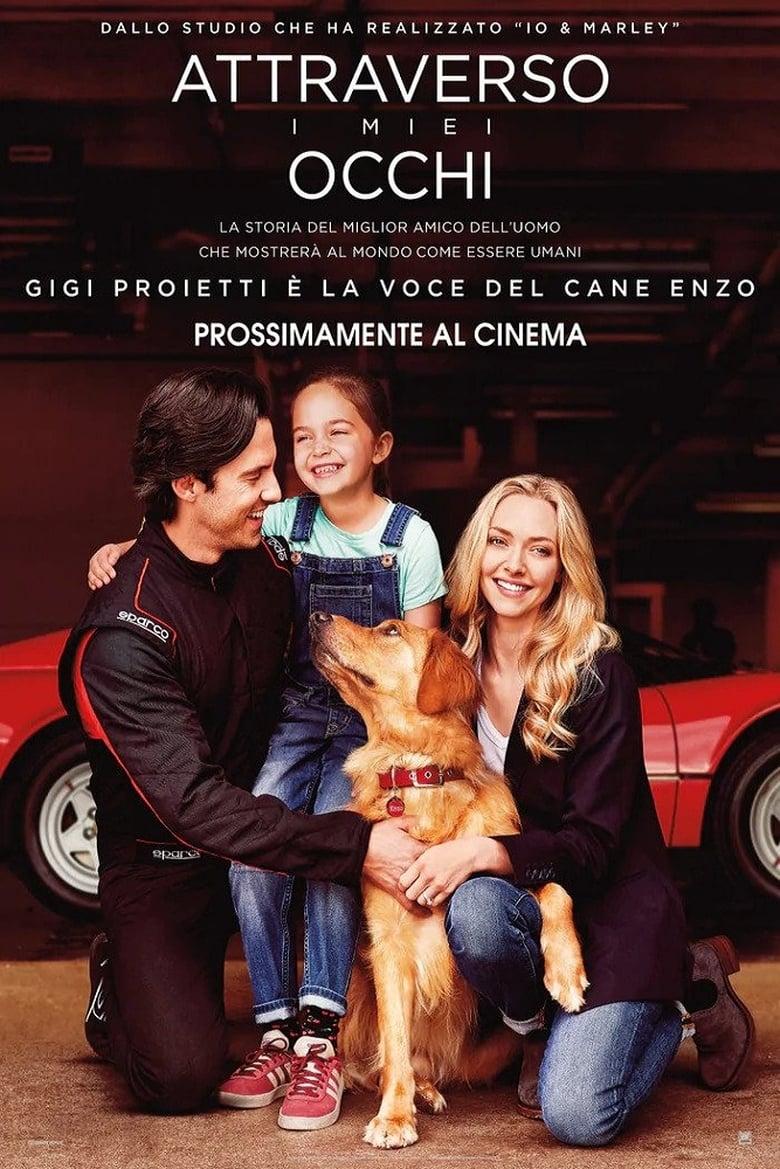 DALLO STUDIO CHE HA REALIZZATO “IO & MARLEY”
ATTRAVERSO
I MIEI
OCCHI
LA STORIA DEL MIGLIOR AMICO DELL'UOMO
CHE MOSTRERÀ AL MONDO COME ESSERE UMANI
GIGI PROIETTI È LA VOCE DEL CANE ENZO
PROSSIMAMENTE AL CINEMA
sparco
sparco